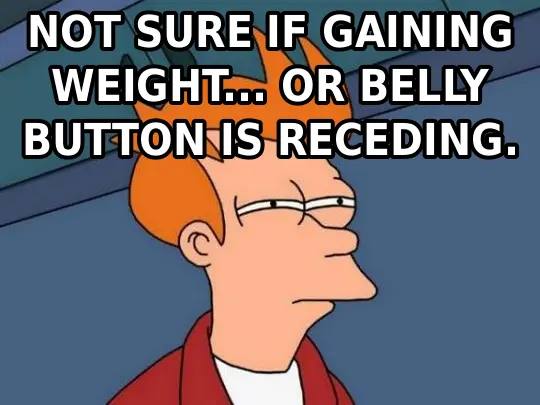 NOT SURE IF GAINING
WEIGHT... OR BELLY
BUTTON IS RECEDING.